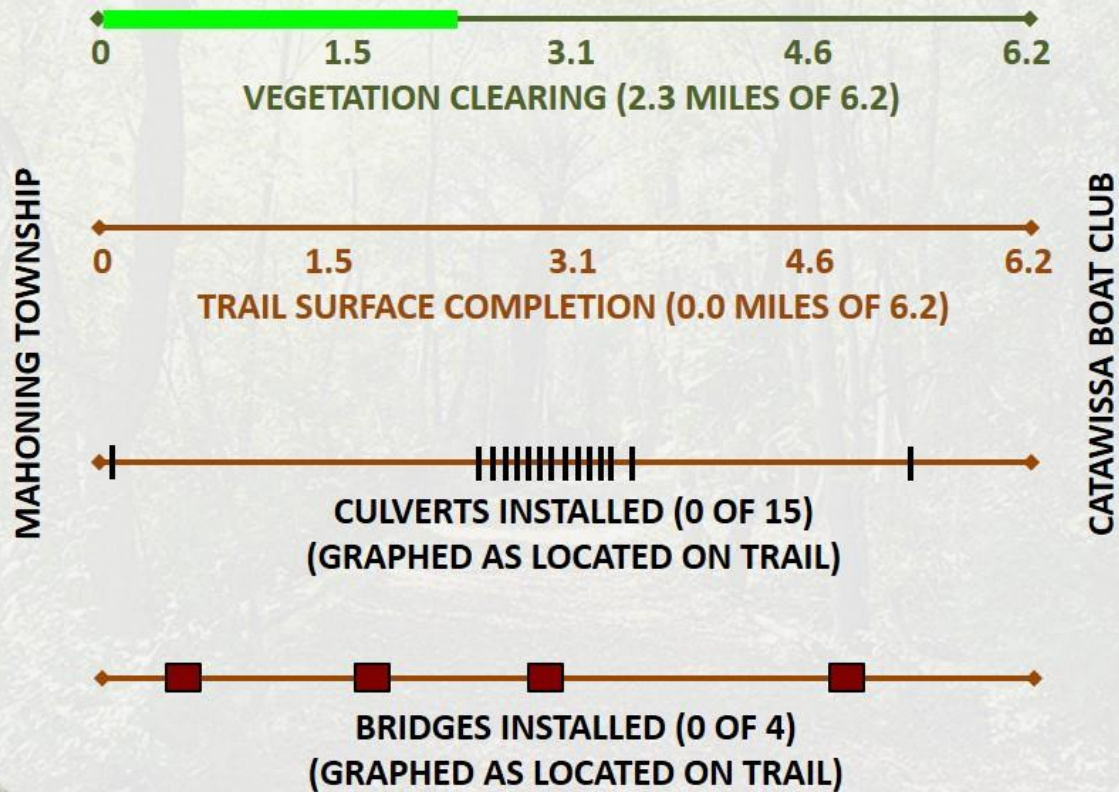 0 1.5 3.1 4.6 6.2
VEGETATION CLEARING (2.3 MILES OF 6.2)
MAHONING TOWNSHIP
CATAWISSA BOAT CLUB
0 1.5 3.1 4.6 6.2
TRAIL SURFACE COMPLETION (0.0 MILES OF 6.2)
CULVERTS INSTALLED (0 OF 15)
(GRAPHED AS LOCATED ON TRAIL)
BRIDGES INSTALLED (0 OF 4)
(GRAPHED AS LOCATED ON TRAIL)